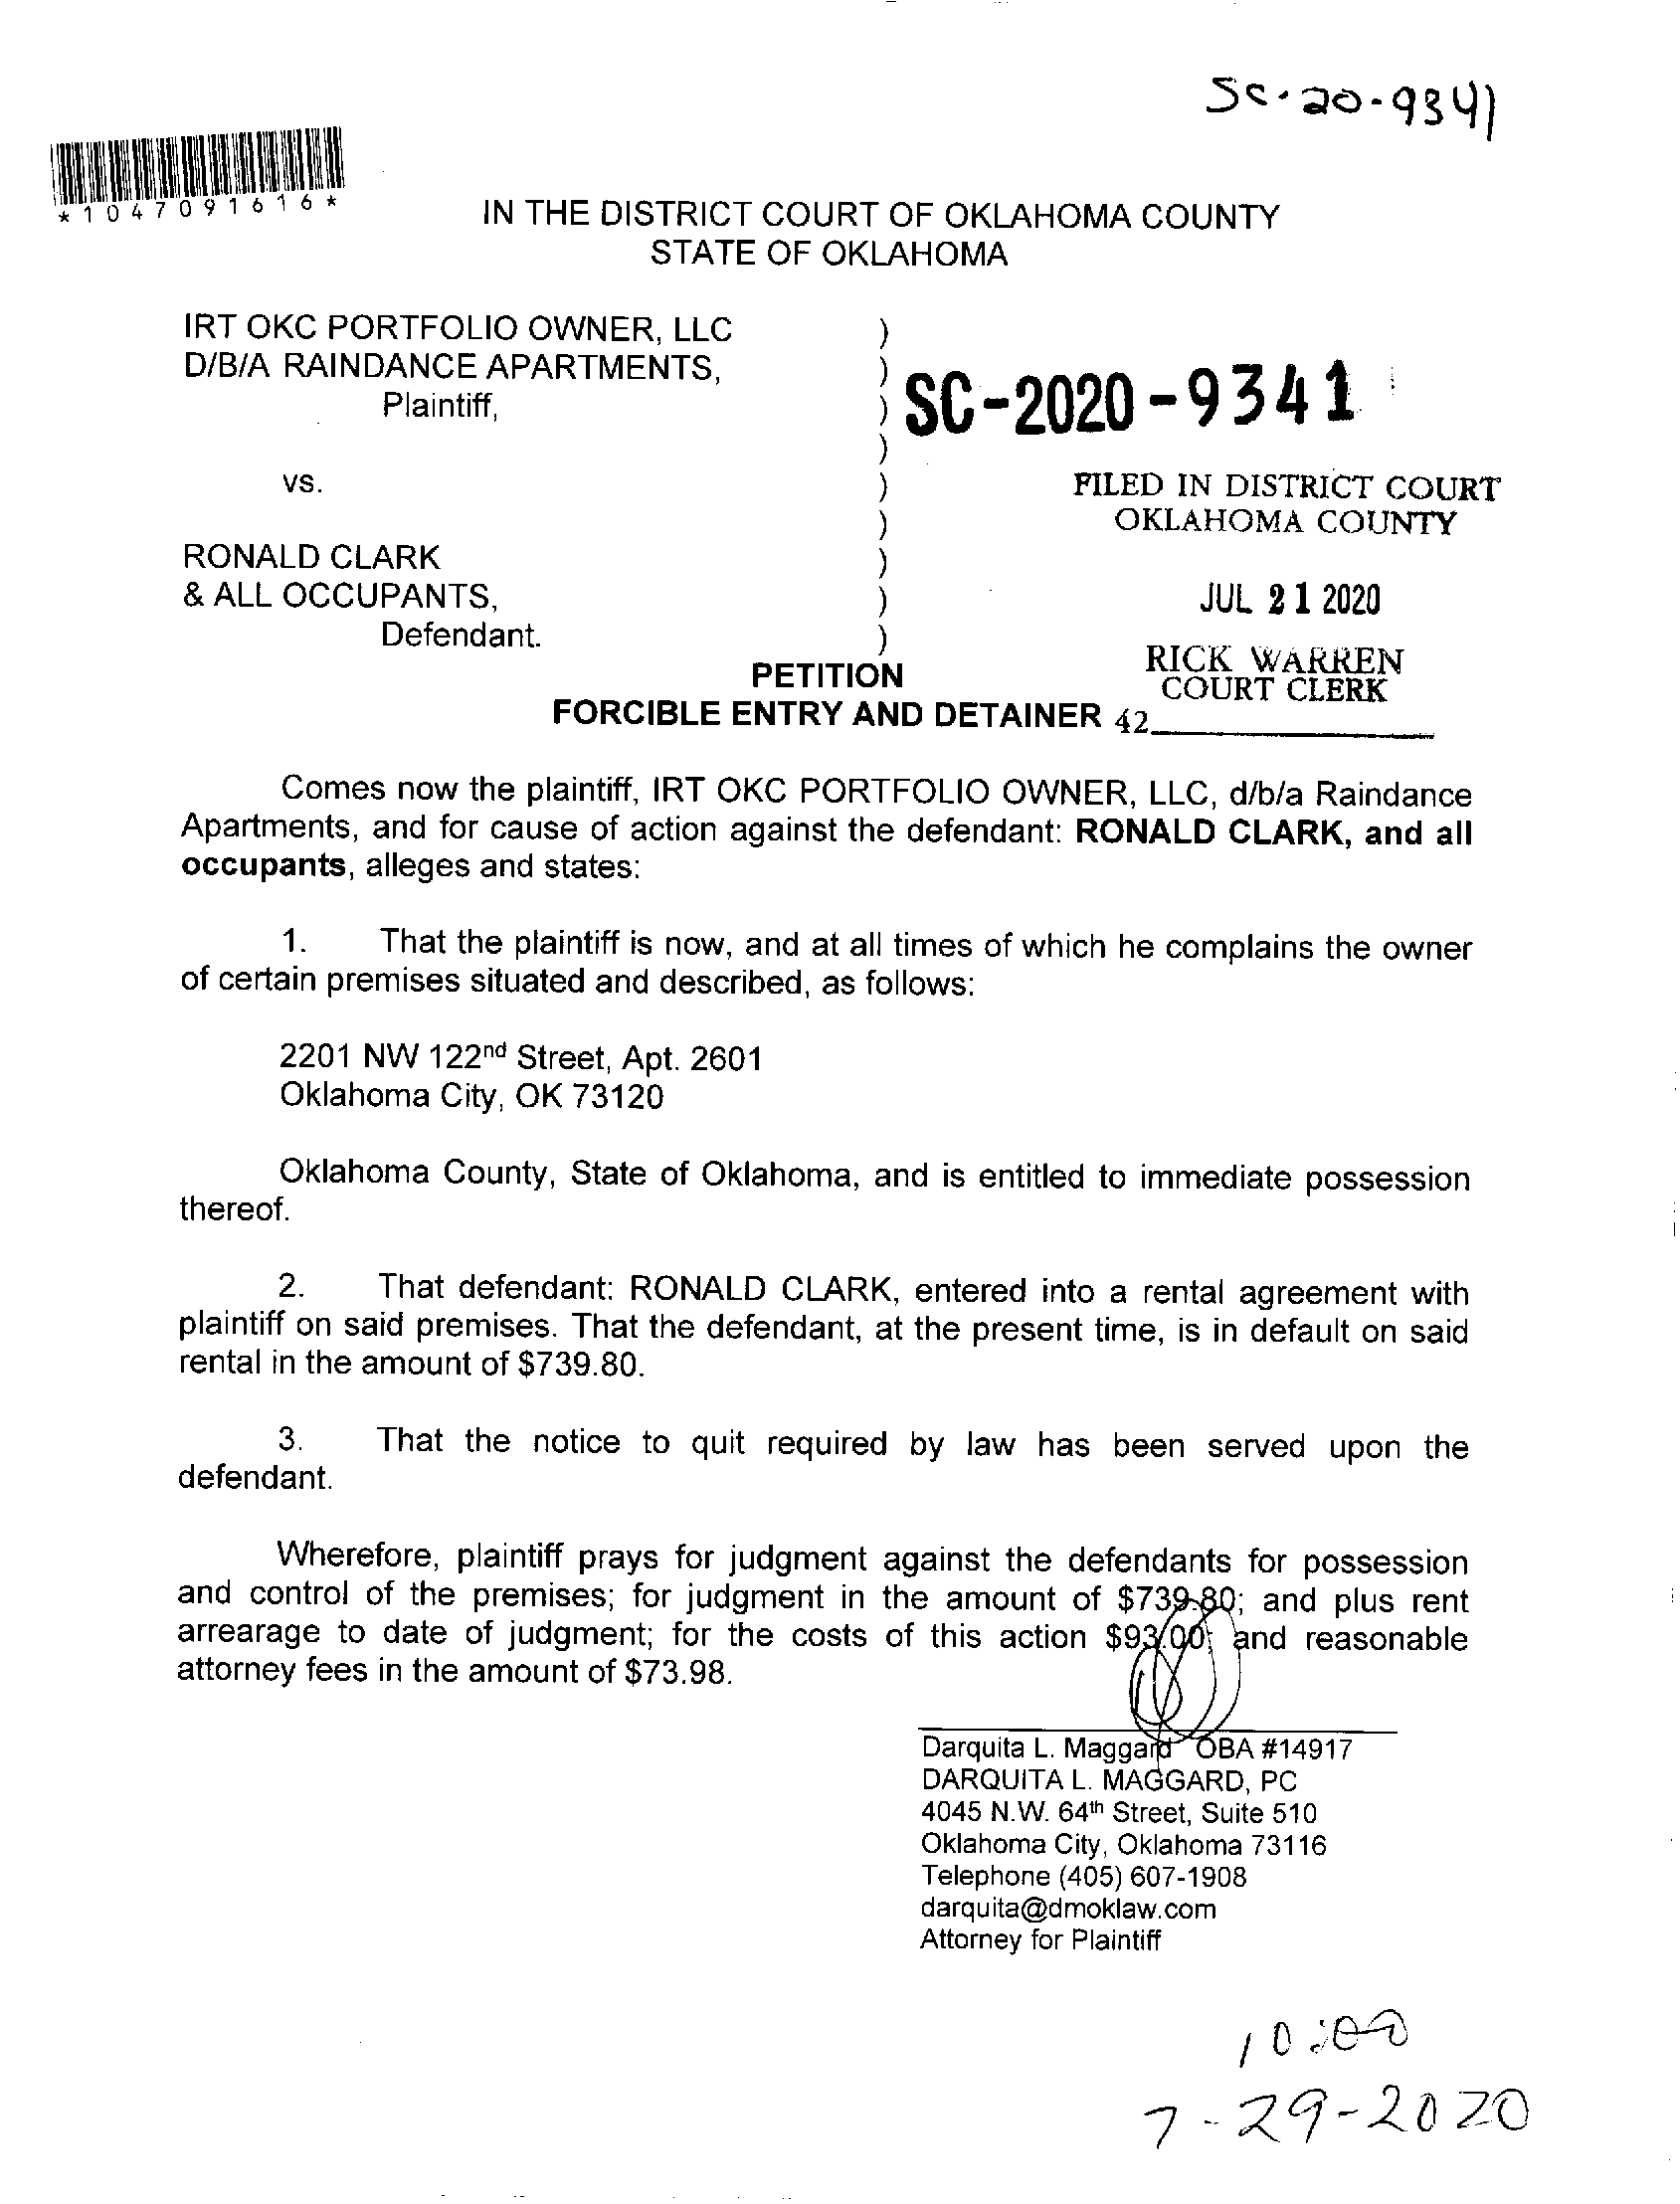 SC-20-9341
*1047091616*
IN THE DISTRICT COURT OF OKLAHOMA COUNTY
STATE OF OKLAHOMA
IRT OKC PORTFOLIO OWNER, LLC )
D/B/A RAINDANCE APARTMENTS, )
Plaintiff, ) SC-2020-9341
)
vs. ) FILED IN DISTRICT COURT
) OKLAHOMA COUNTY
RONALD CLARK )
& ALL OCCUPANTS, ) JUL 21 2020
Defendant. )
RICK WARREN
PETITION
COURT CLERK
FORCIBLE ENTRY AND DETAINER 42
Comes now the plaintiff, IRT OKC PORTFOLIO OWNER, LLC, d/b/a Raindance
Apartments, and for cause of action against the defendant: RONALD CLARK, and all
occupants, alleges and states:
1. That the plaintiff is now, and at all times of which he complains the owner
of certain premises situated and described, as follows:
2201 NW 122nd Street, Apt. 2601
Oklahoma City, OK 73120
Oklahoma County, State of Oklahoma, and is entitled to immediate possession
thereof.
2. That defendant: RONALD CLARK, entered into a rental agreement with
plaintiff on said premises. That the defendant, at the present time, is in default on said
rental in the amount of $739.80.
3. That the notice to quit required by law has been served upon the
defendant.
Wherefore, plaintiff prays for judgment against the defendants for possession
and control of the premises; for judgment in the amount of $739.80; and plus rent
arrearage to date of judgment; for the costs of this action $93.00; and reasonable
attorney fees in the amount of $73.98.
Darquita L. Maggard OBA #14917
DARQUITA L. MAGGARD, PC
4045 N.W. 64th Street, Suite 510
Oklahoma City, Oklahoma 73116
Telephone (405) 607-1908
darquita@dmoklaw.com
Attorney for Plaintiff
10:00
7-29-2020